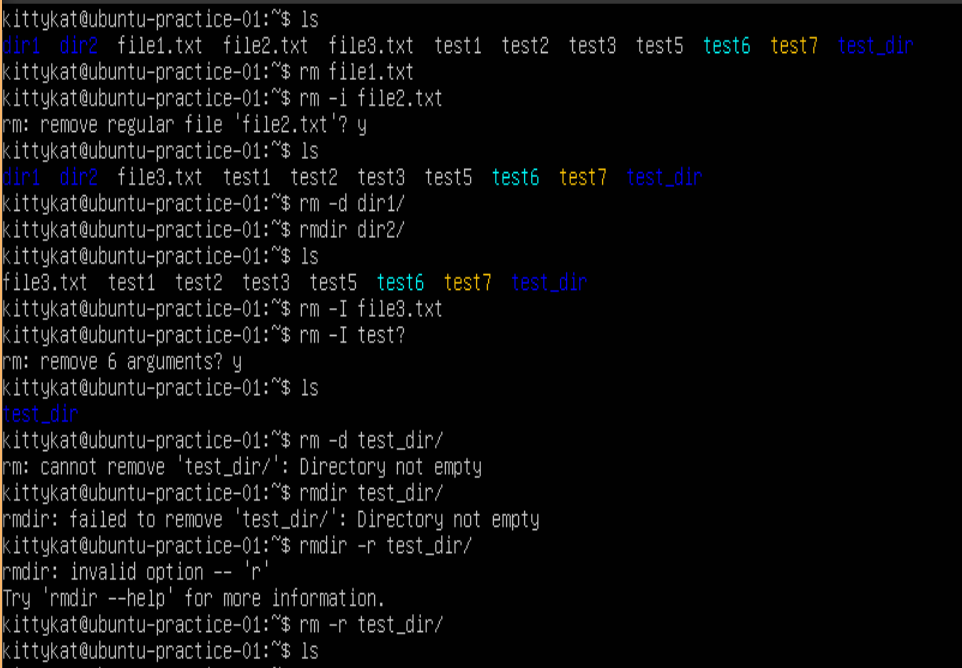 kittykat@ubuntu-practice-01:~$ ls
dir1 dir2 file1.txt file2.txt file3.txt test1 test2 test3 test5 test6 test7 test_dir
kittykat@ubuntu-practice-01:~$ rm file1.txt
kittykat@ubuntu-practice-01:~$ rm -i file2.txt
rm: remove regular file 'file2.txt'? y
kittykat@ubuntu-practice-01:~$ ls
dir1 dir2 file3.txt test1 test2 test3 test5 test6 test7 test_dir
kittykat@ubuntu-practice-01:~$ rm -d dir1/
kittykat@ubuntu-practice-01:~$ rmdir dir2/
kittykat@ubuntu-practice-01:~$ ls
file3.txt test1 test2 test3 test5 test6 test7 test_dir
kittykat@ubuntu-practice-01:~$ rm -I file3.txt
kittykat@ubuntu-practice-01:~$ rm -I test?
rm: remove 6 arguments? y
kittykat@ubuntu-practice-01:~$ ls
test_dir
kittykat@ubuntu-practice-01:~$ rm -d test_dir/
rm: cannot remove 'test_dir/': Directory not empty
kittykat@ubuntu-practice-01:~$ rmdir test_dir/
rmdir: failed to remove 'test_dir/': Directory not empty
kittykat@ubuntu-practice-01:~$ rmdir -r test_dir/
rmdir: invalid option -- 'r'
Try 'rmdir --help' for more information.
kittykat@ubuntu-practice-01:~$ rm -r test_dir/
kittykat@ubuntu-practice-01:~$ ls